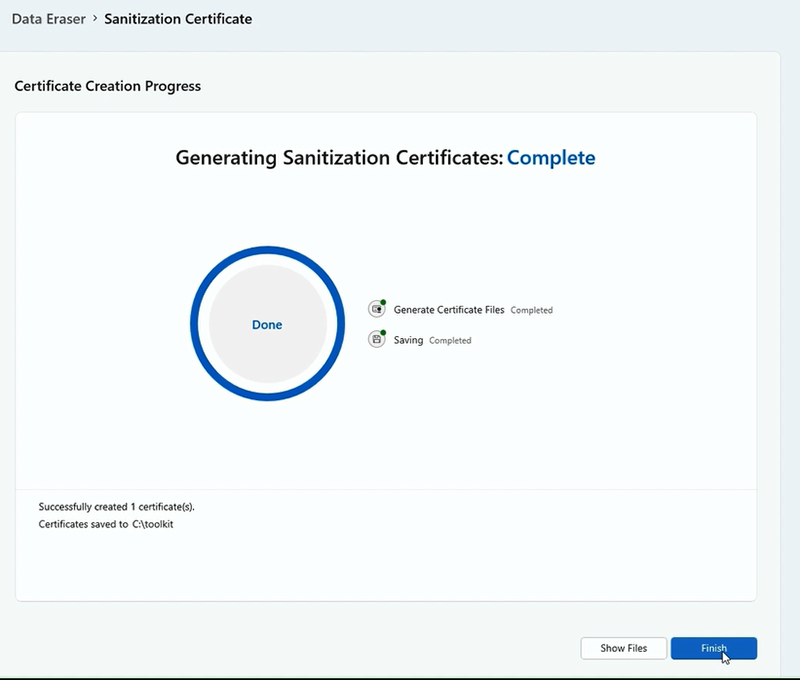 Data Eraser > Sanitization Certificate
Certificate Creation Progress
Generating Sanitization Certificates: Complete
Done
Generate Certificate Files Completed
Saving Completed
Successfully created 1 certificate(s).
Certificates saved to C:\toolkit
Show Files
Finish